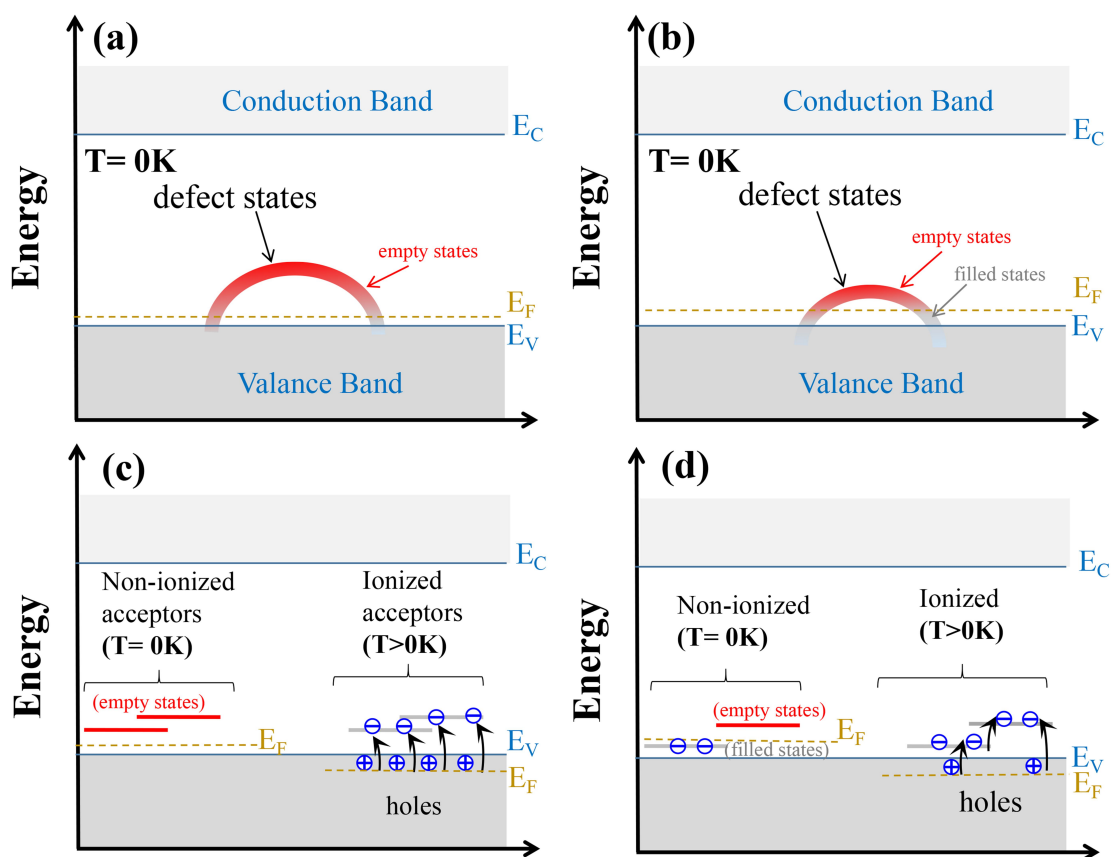 (a)
Conduction Band
E_C
T= 0K
defect states
empty states
E_F
E_V
Valance Band
Energy
(b)
Conduction Band
E_C
T= 0K
defect states
empty states
filled states
E_F
E_V
Valance Band
Energy
(c)
E_C
Non-ionized
acceptors
(T= 0K)
Ionized
acceptors
(T>0K)
(empty states)
E_F
E_V
E_F
holes
Energy
(d)
E_C
Non-ionized
(T= 0K)
Ionized
(T>0K)
(empty states)
E_F
(filled states)
E_V
E_F
holes
Energy